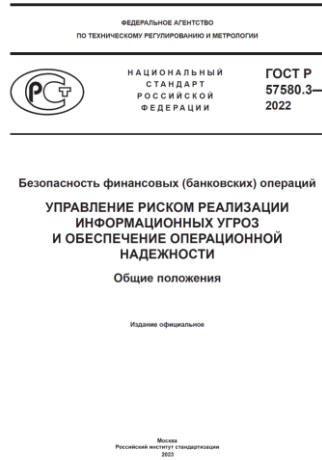 ФЕДЕРАЛЬНОЕ АГЕНТСТВО
ПО ТЕХНИЧЕСКОМУ РЕГУЛИРОВАНИЮ И МЕТРОЛОГИИ
НАЦИОНАЛЬНЫЙ
СТАНДАРТ
РОССИЙСКОЙ
ФЕДЕРАЦИИ
ГОСТ Р
57580.3—
2022
Безопасность финансовых (банковских) операций
УПРАВЛЕНИЕ РИСКОМ РЕАЛИЗАЦИИ
ИНФОРМАЦИОННЫХ УГРОЗ
И ОБЕСПЕЧЕНИЕ ОПЕРАЦИОННОЙ
НАДЕЖНОСТИ
Общие положения
Издание официальное
Москва
Российский институт стандартизации
2023